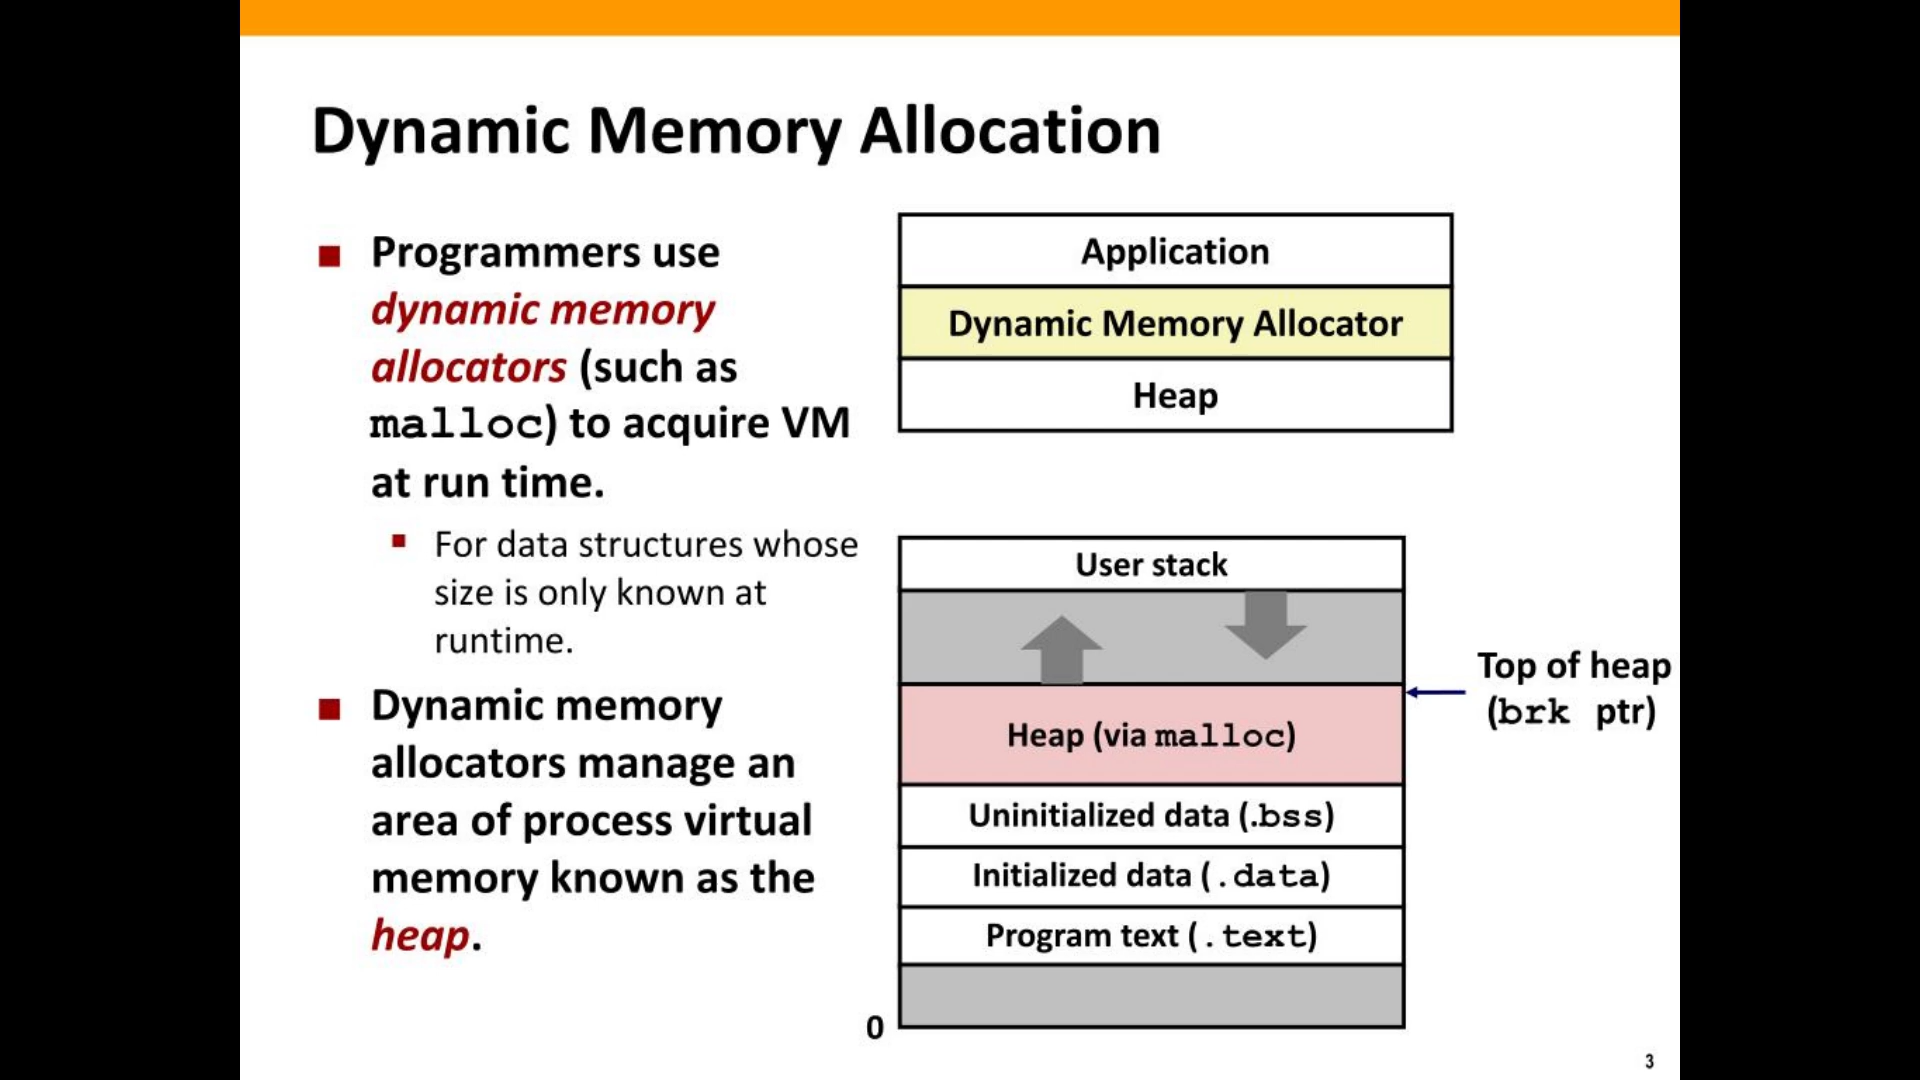 Dynamic Memory Allocation
Programmers use
dynamic memory
allocators (such as
malloc) to acquire VM
at run time.
For data structures whose
size is only known at
runtime.
Dynamic memory
allocators manage an
area of process virtual
memory known as the
heap.
Application
Dynamic Memory Allocator
Heap
User stack
Top of heap
(brk ptr)
Heap (via malloc)
Uninitialized data (.bss)
Initialized data (.data)
Program text (.text)
0
3